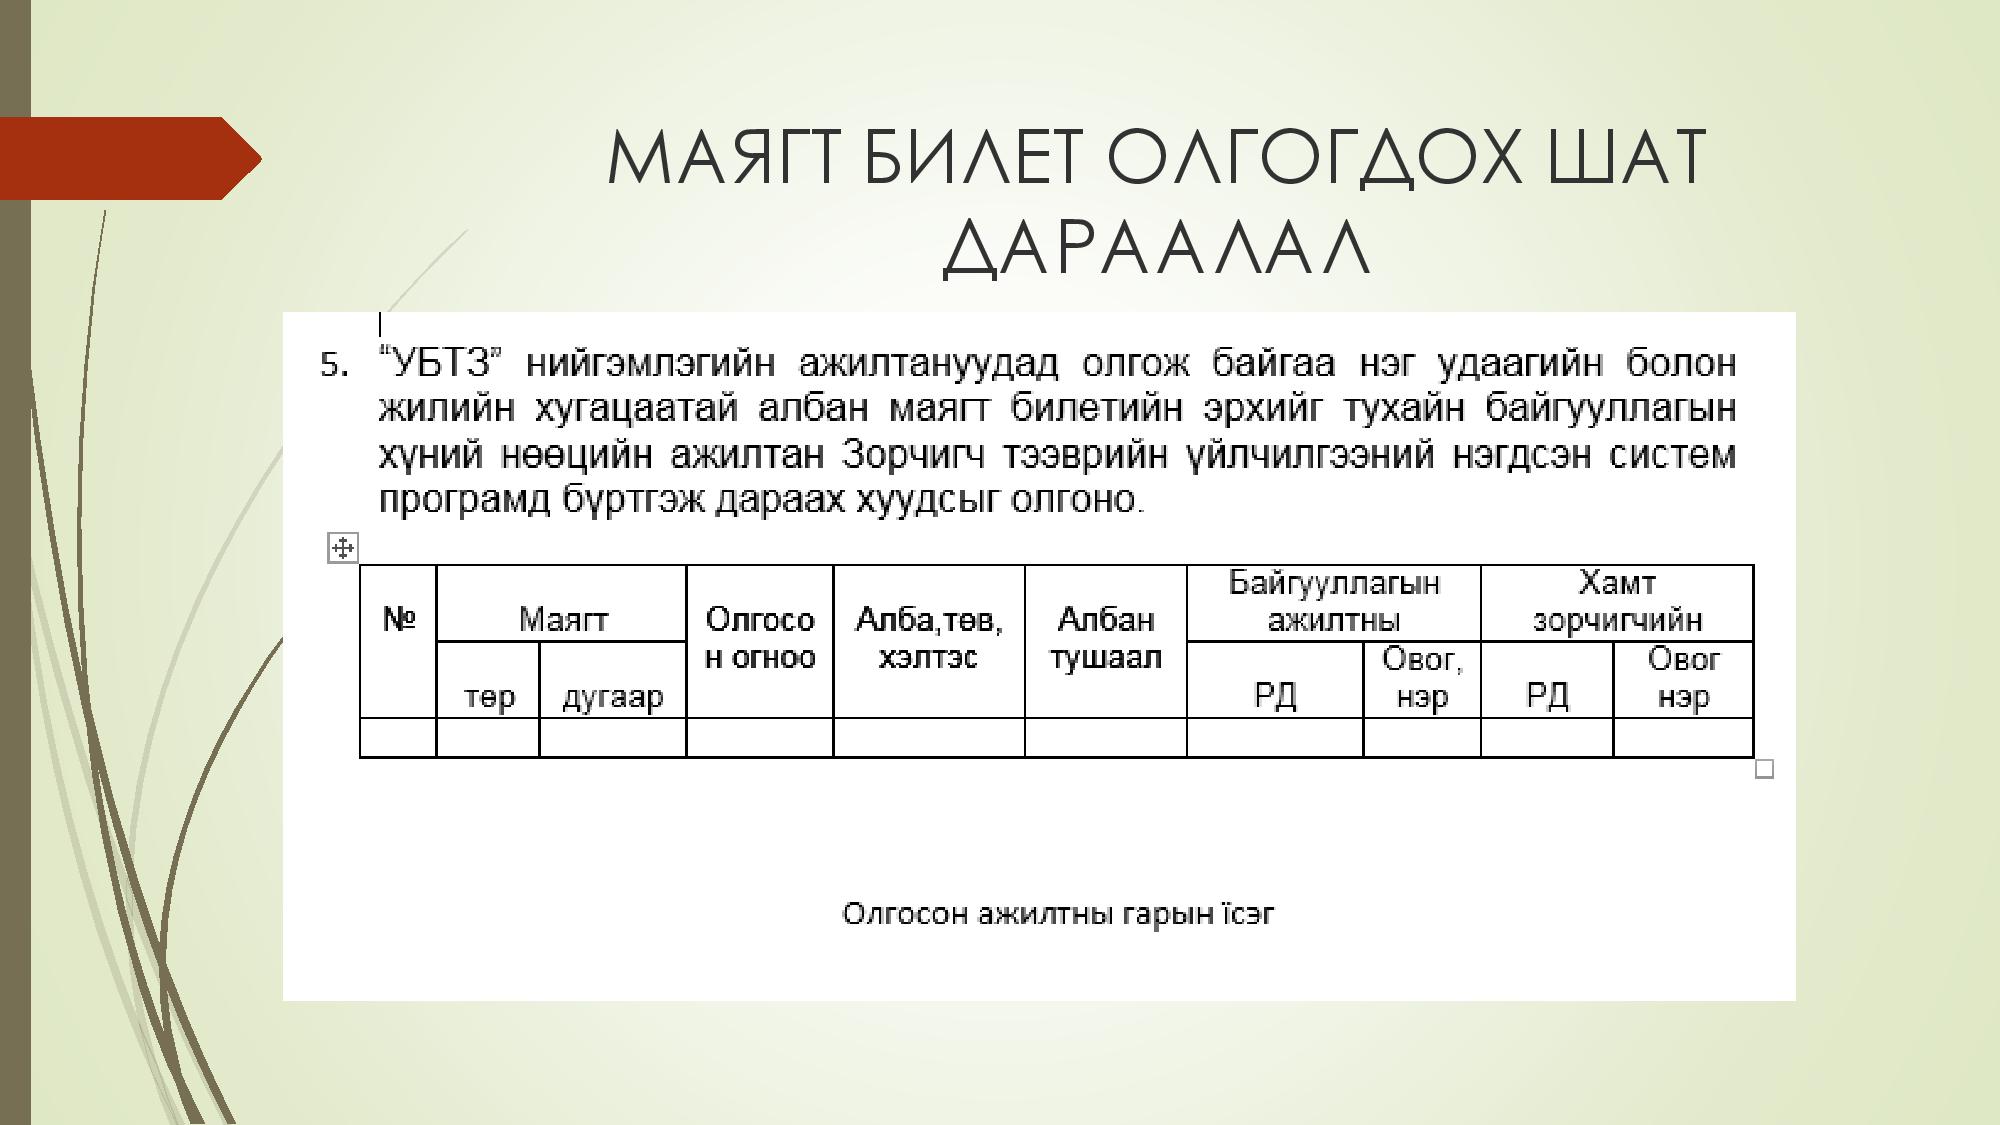 МАЯГТ БИЛЕТ ОЛГОГДОХ ШАТ
ДАРААЛАЛ
5. “УБТЗ” нийгэмлэгийн ажилтануудад олгож байгаа нэг удаагийн болон
жилийн хугацаатай албан маягт билетийн эрхийг тухайн байгууллагын
хүний нөөцийн ажилтан Зорчигч тээврийн үйлчилгээний нэгдсэн систем
програмд бүртгэж дараах хуудсыг олгоно.
№
Маягт
төр
дугаар
Олгосо
н огноо
Алба,төв,
хэлтэс
Албан
тушаал
Байгууллагын
ажилтны
РД
Овог,
нэр
Хамт
зорчигчийн
РД
Овог
нэр
Олгосон ажилтны гарын їсэг